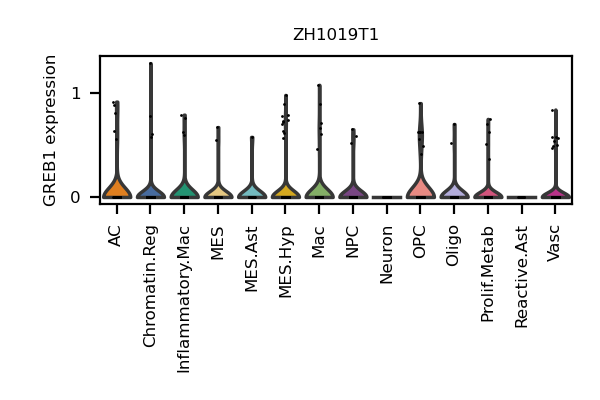 ZH1019T1
GREB1 expression
1
0
AC
Chromatin.Reg
Inflammatory.Mac
MES
MES.Ast
MES.Hyp
Mac
NPC
Neuron
OPC
Oligo
Prolif.Metab
Reactive.Ast
Vasc